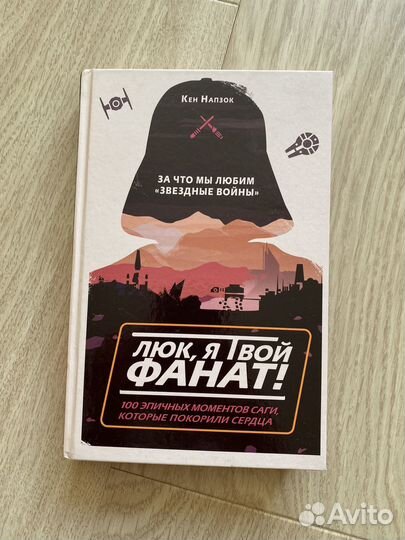 Кен Напзок
ЗА ЧТО МЫ ЛЮБИМ
«ЗВЕЗДНЫЕ ВОЙНЫ»
ЛЮК, Я ТВОЙ
ФАНАТ!
100 ЭПИЧНЫХ МОМЕНТОВ САГИ,
КОТОРЫЕ ПОКОРИЛИ СЕРДЦА
Avito